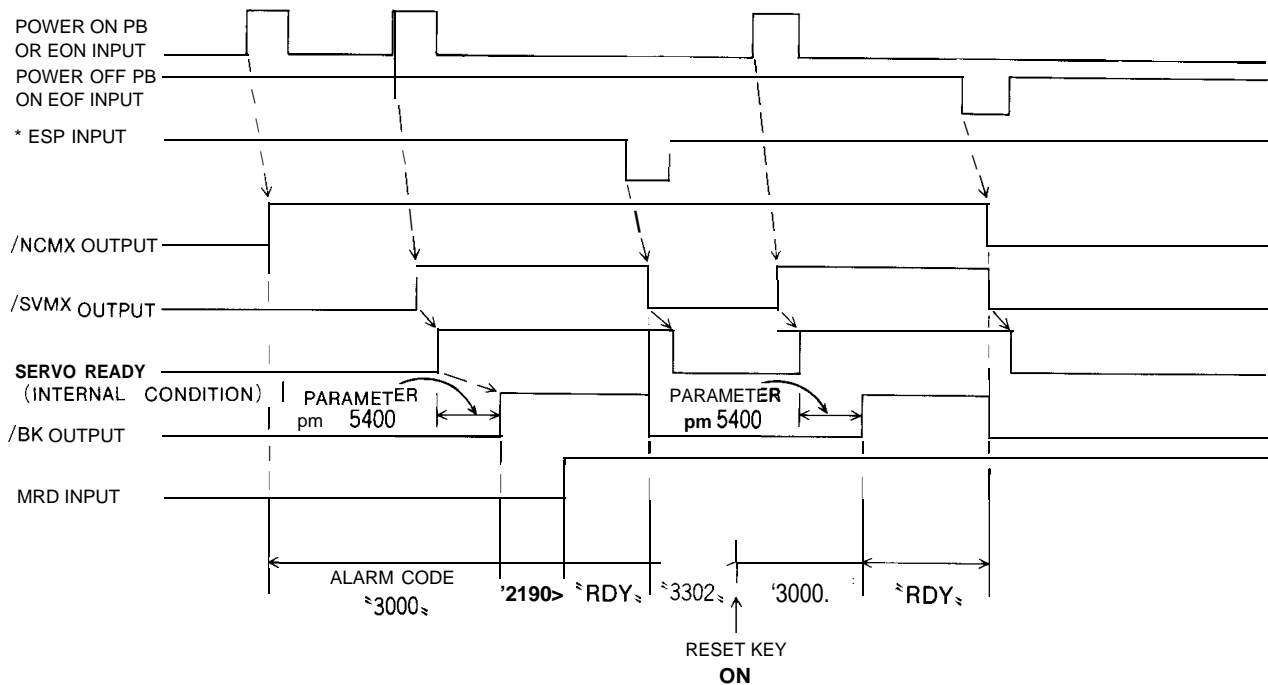 POWER ON PB
OR EON INPUT
POWER OFF PB
ON EOF INPUT
* ESP INPUT
/NCMX OUTPUT
/SVMX OUTPUT
SERVO READY
(INTERNAL CONDITION)
PARAMETER
pm 5400
PARAMETER
pm 5400
/BK OUTPUT
MRD INPUT
ALARM CODE
〝3000〟
'2190>
〝RDY〟
〝3302〟
'3000.
〝RDY〟
RESET KEY
ON